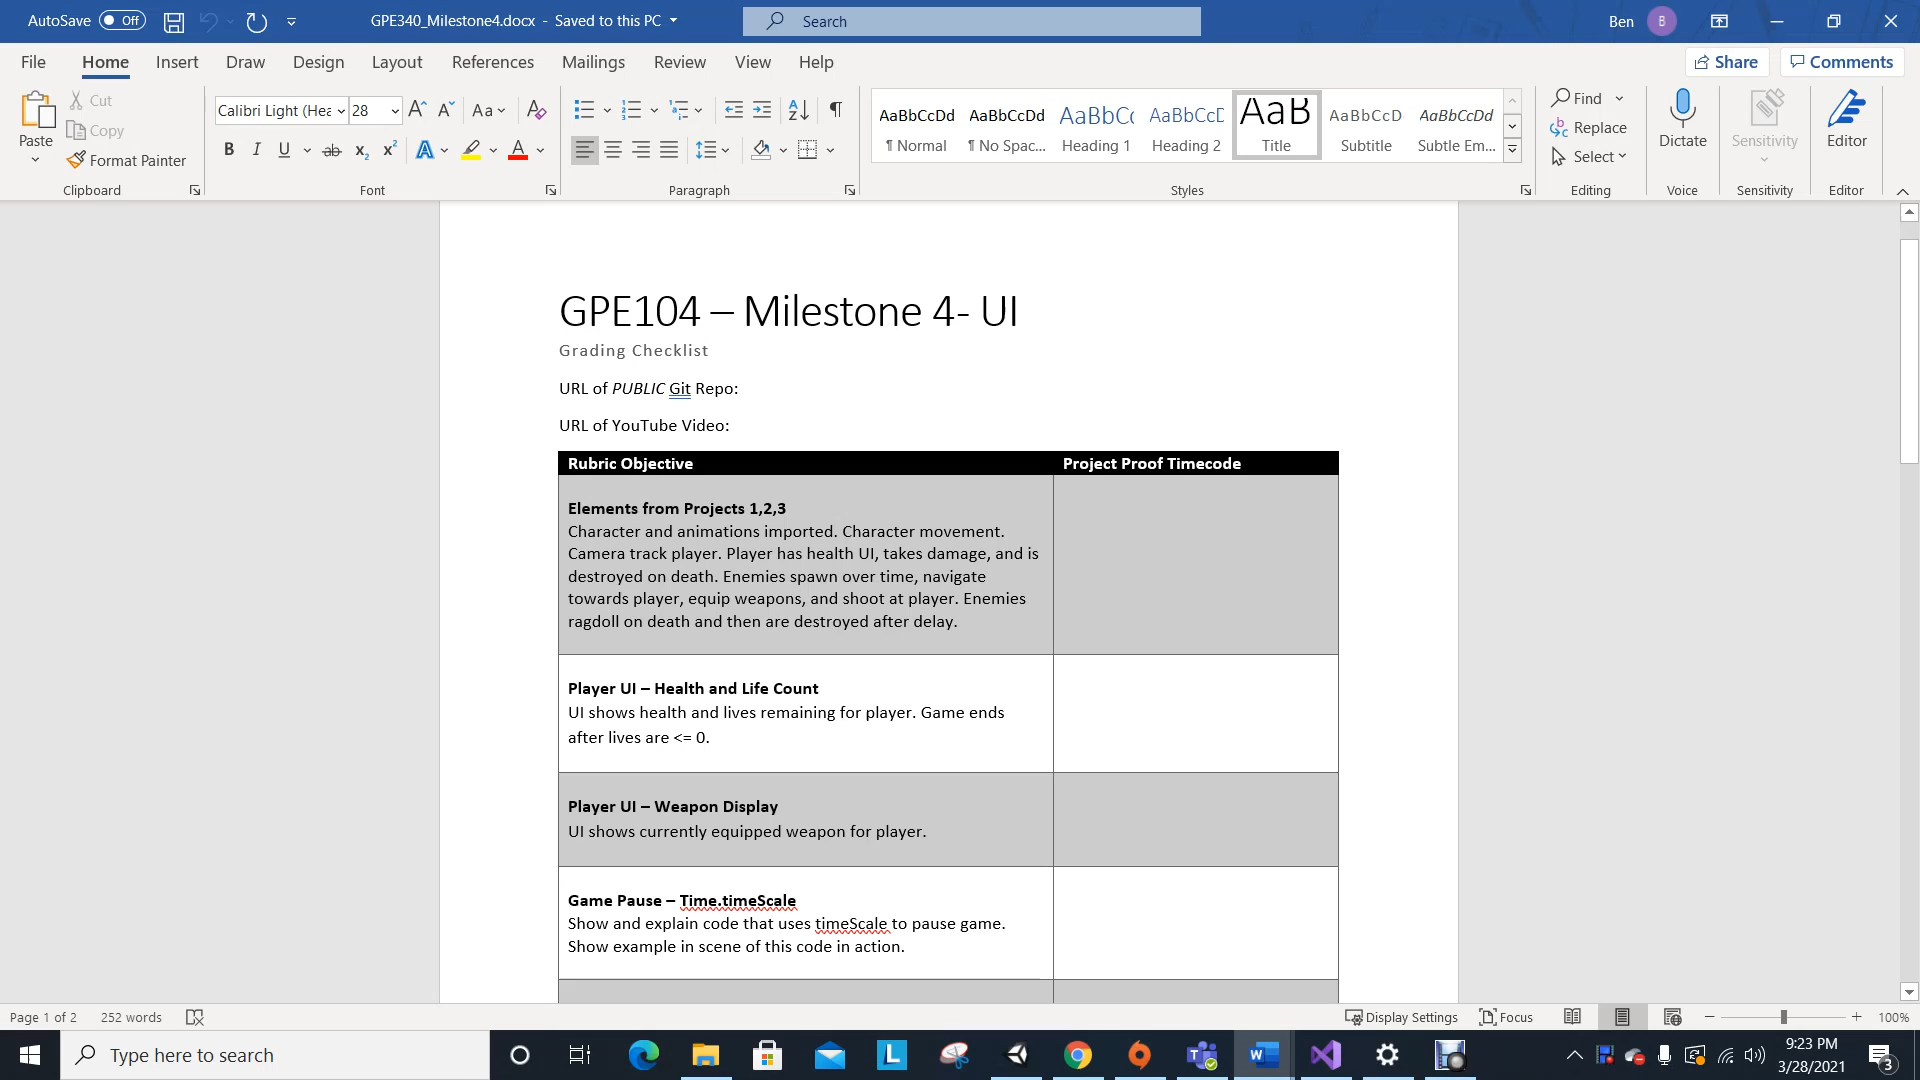 AutoSave Off GPE340_Milestone4.docx - Saved to this PC Search Ben B
File Home Insert Draw Design Layout References Mailings Review View Help Share Comments
Paste Cut Copy Format Painter
Clipboard
Calibri Light (Hea 28
Font
Paragraph
AaBbCcDd AaBbCcDd AaBbCc AaBbCcD AaB AaBbCcD AaBbCcDd
¶ Normal ¶ No Spac... Heading 1 Heading 2 Title Subtitle Subtle Em...
Styles
Find
Replace
Select
Editing
Dictate
Voice
Sensitivity
Sensitivity
Editor
Editor
GPE104 – Milestone 4- UI
Grading Checklist
URL of PUBLIC Git Repo:
URL of YouTube Video:
Rubric Objective Project Proof Timecode
Elements from Projects 1,2,3
Character and animations imported. Character movement.
Camera track player. Player has health UI, takes damage, and is
destroyed on death. Enemies spawn over time, navigate
towards player, equip weapons, and shoot at player. Enemies
ragdoll on death and then are destroyed after delay.
Player UI – Health and Life Count
UI shows health and lives remaining for player. Game ends
after lives are <= 0.
Player UI – Weapon Display
UI shows currently equipped weapon for player.
Game Pause – Time.timeScale
Show and explain code that uses timeScale to pause game.
Show example in scene of this code in action.
Page 1 of 2 252 words Display Settings Focus 100%
Type here to search 9:23 PM
3/28/2021 3